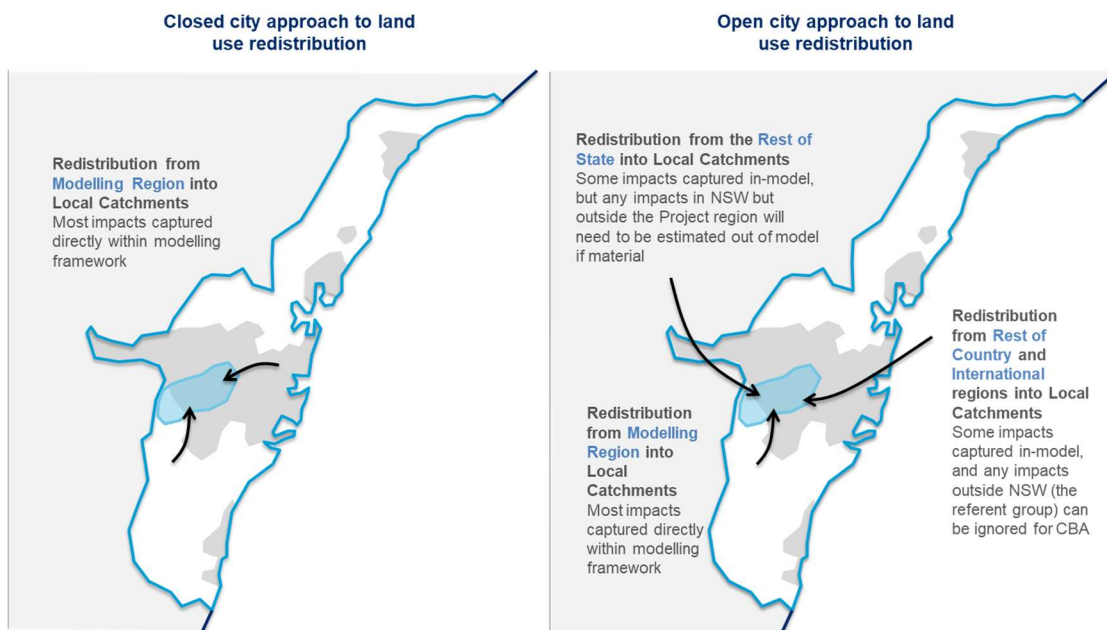 Closed city approach to land
use redistribution
Redistribution from
Modelling Region into
Local Catchments
Most impacts captured
directly within modelling
framework
Open city approach to land
use redistribution
Redistribution from the Rest of
State into Local Catchments
Some impacts captured in-model,
but any impacts in NSW but
outside the Project region will
need to be estimated out of model
if material
Redistribution
from Modelling
Region into
Local
Catchments
Most impacts
captured directly
within modelling
framework
Redistribution
from Rest of
Country and
International
regions into Local
Catchments
Some impacts
captured in-model,
and any impacts
outside NSW (the
referent group) can
be ignored for CBA